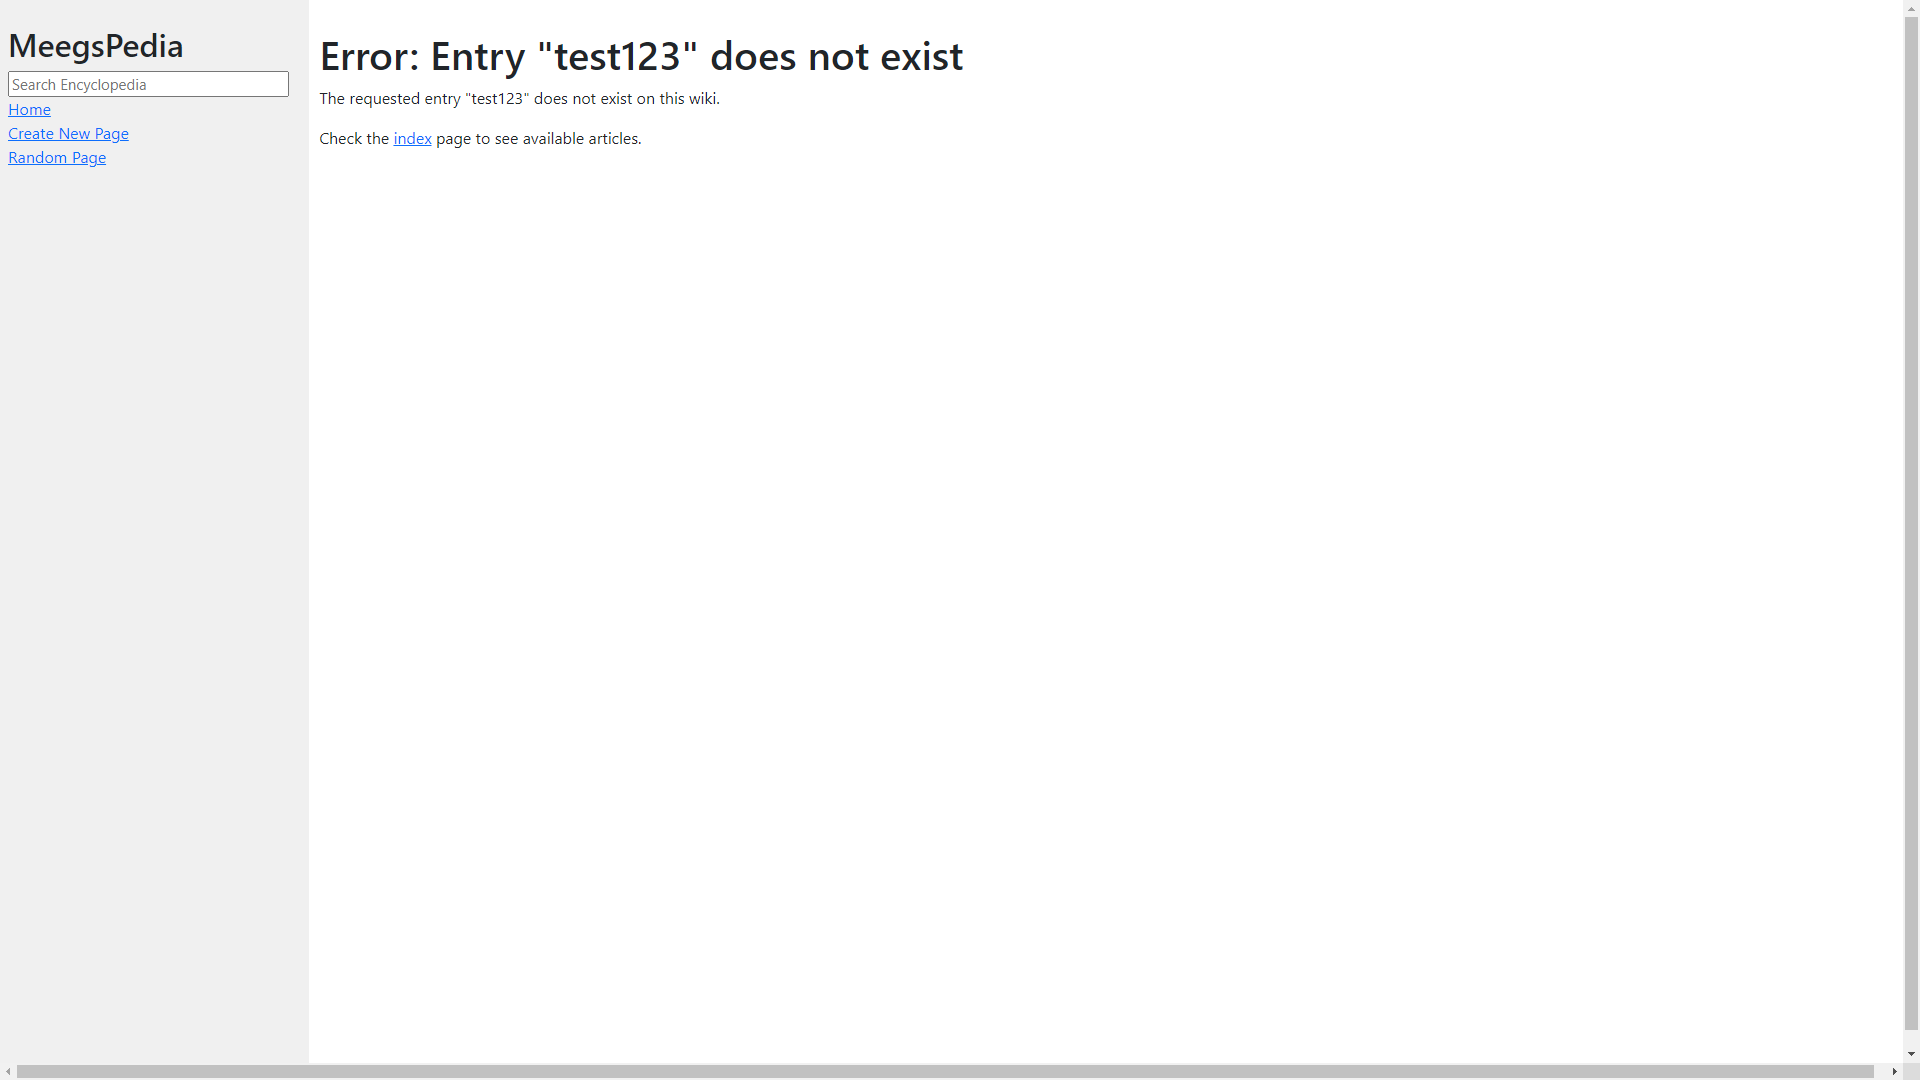 MeegsPedia
Search Encyclopedia
Home
Create New Page
Random Page
Error: Entry "test123" does not exist
The requested entry "test123" does not exist on this wiki.
Check the index page to see available articles.